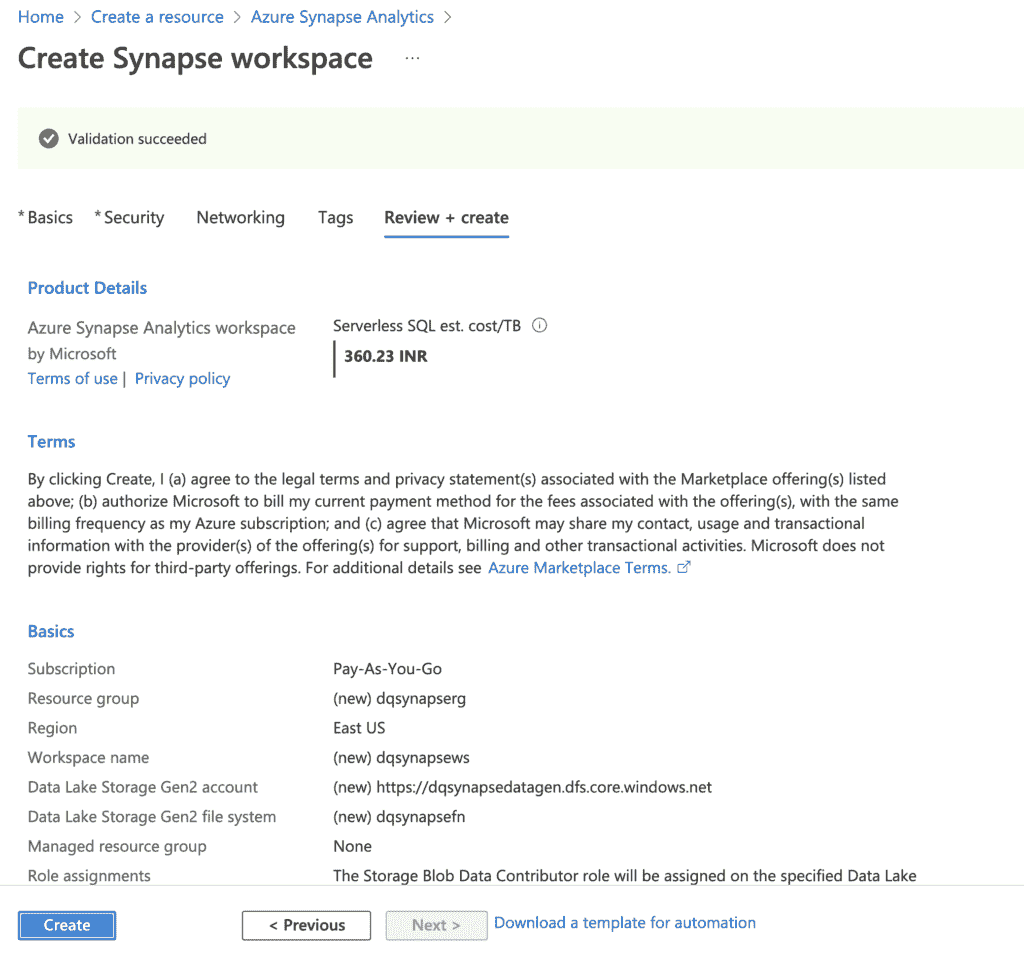 Home > Create a resource > Azure Synapse Analytics >
Create Synapse workspace ...
Validation succeeded
* Basics * Security Networking Tags Review + create
Product Details
Azure Synapse Analytics workspace
by Microsoft
Terms of use | Privacy policy
Serverless SQL est. cost/TB
360.23 INR
Terms
By clicking Create, I (a) agree to the legal terms and privacy statement(s) associated with the Marketplace offering(s) listed
above; (b) authorize Microsoft to bill my current payment method for the fees associated with the offering(s), with the same
billing frequency as my Azure subscription; and (c) agree that Microsoft may share my contact, usage and transactional
information with the provider(s) of the offering(s) for support, billing and other transactional activities. Microsoft does not
provide rights for third-party offerings. For additional details see Azure Marketplace Terms.
Basics
Subscription Pay-As-You-Go
Resource group (new) dqsynapserg
Region East US
Workspace name (new) dqsynapsews
Data Lake Storage Gen2 account (new) https://dqsynapsedatagen.dfs.core.windows.net
Data Lake Storage Gen2 file system (new) dqsynapsefn
Managed resource group None
Role assignments The Storage Blob Data Contributor role will be assigned on the specified Data Lake
Create < Previous Next > Download a template for automation